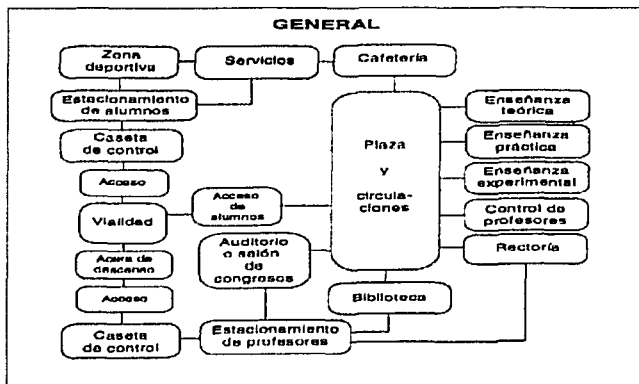 GENERAL
Zona
deportiva
Servicios
Cafetería
Estacionamiento
de alumnos
Caseta
de control
Acceso
Vialidad
Acceso
de
alumnos
Plaza
y
circula-
ciones
Enseñanza
teórica
Enseñanza
práctica
Enseñanza
experimental
Control de
profesores
Rectoría
Acera de
descenso
Acceso
Auditorio
o salón
de
congresos
Biblioteca
Caseta
de control
Estacionamiento
de profesores